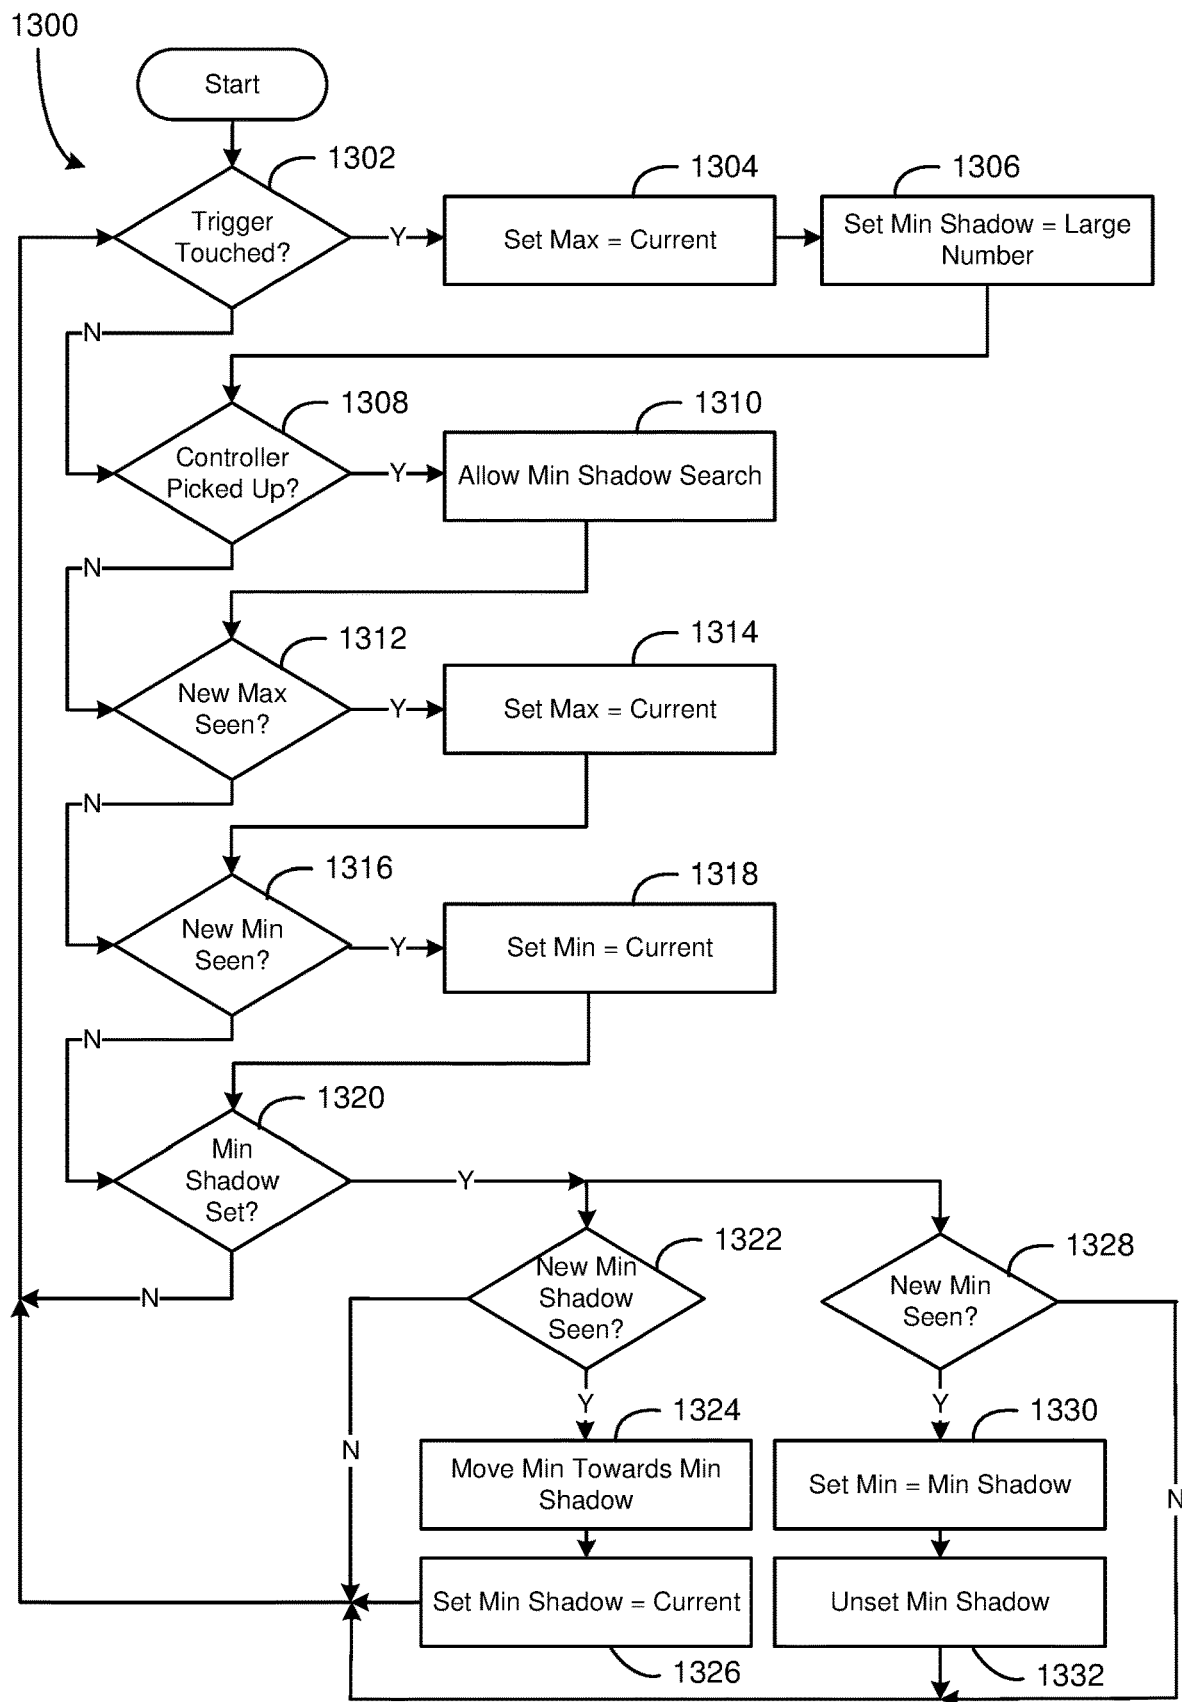 1300
Start
1302
Trigger
Touched?
Y
1304
Set Max = Current
1306
Set Min Shadow = Large
Number
N
1308
Controller
Picked Up?
Y
1310
Allow Min Shadow Search
N
1312
New Max
Seen?
Y
1314
Set Max = Current
N
1316
New Min
Seen?
Y
1318
Set Min = Current
N
1320
Min
Shadow
Set?
Y
N
1322
New Min
Shadow
Seen?
1328
New Min
Seen?
Y
Y
N
N
1324
Move Min Towards Min
Shadow
1330
Set Min = Min Shadow
Set Min Shadow = Current
1326
Unset Min Shadow
1332